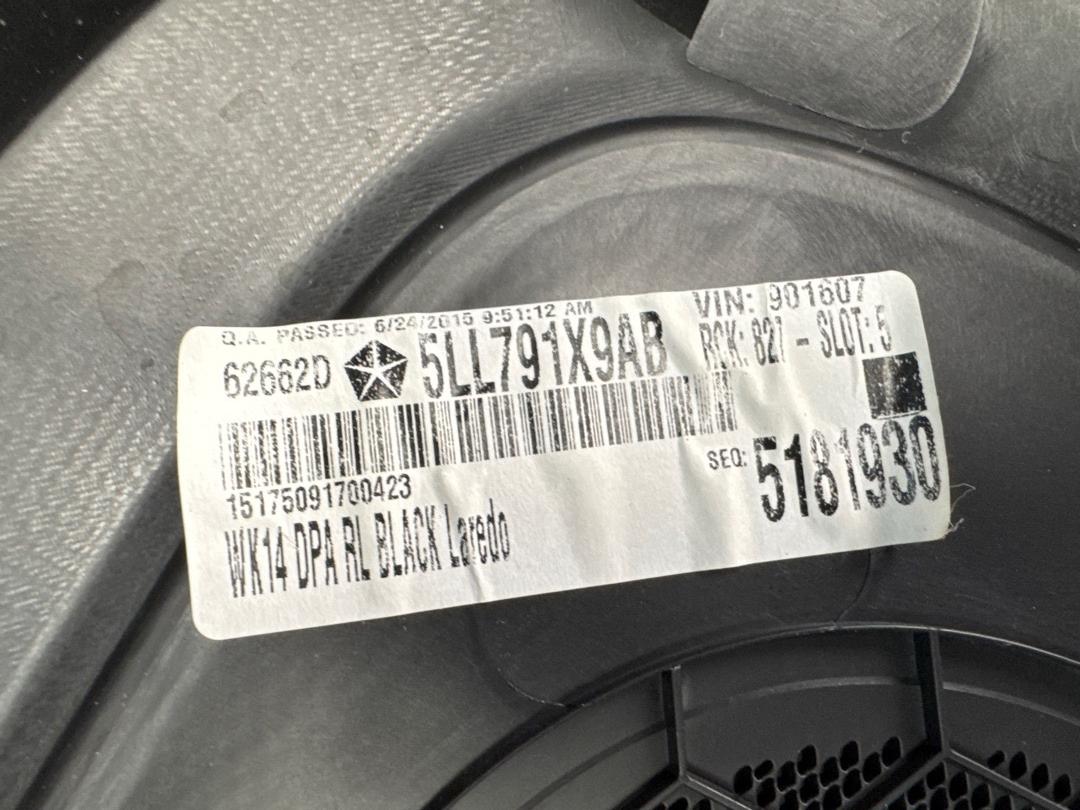 Q.A. PASSED: 6/24/2015 9:51:12 AM
VIN: 901607
62662D 5LL791X9AB
RCK: 827 - SLOT: 5
15175091700423
SEQ: 5181930
WK14 DPA RL BLACK Laredo